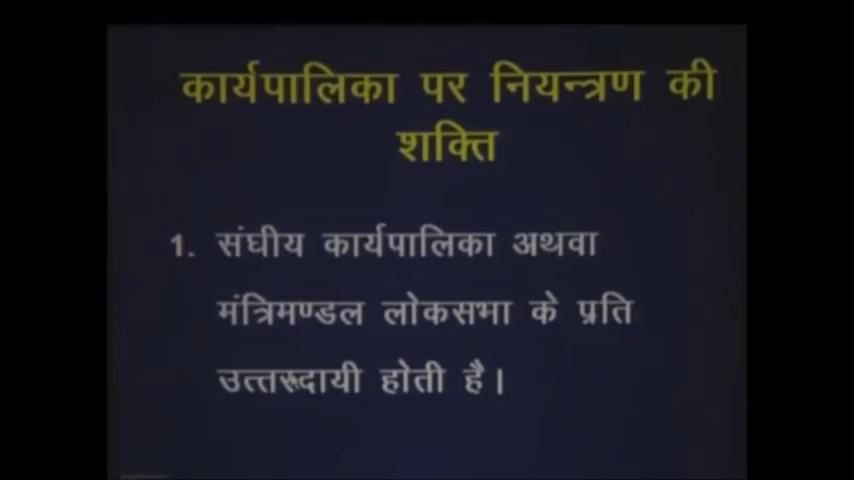 कार्यपालिका पर नियन्त्रण की
शक्ति
1. संघीय कार्यपालिका अथवा
मंत्रिमण्डल लोकसभा के प्रति
उत्तरूदायी होती है।